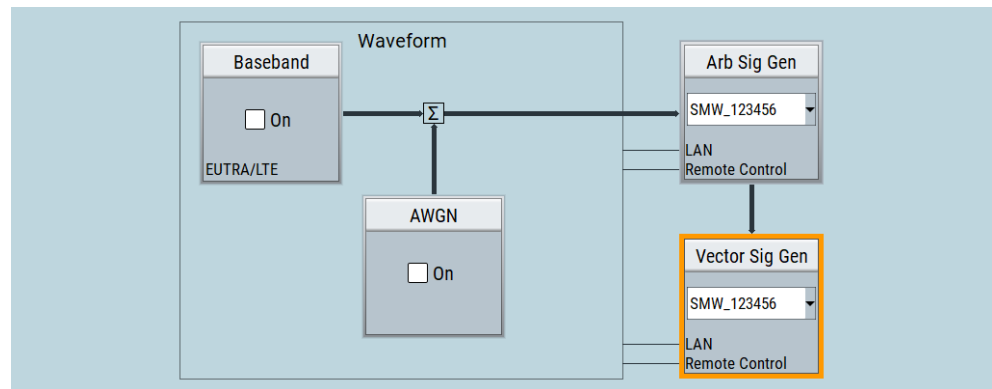 Waveform
Baseband
On
EUTRA/LTE
Σ
AWGN
On
Arb Sig Gen
SMW_123456
LAN
Remote Control
Vector Sig Gen
SMW_123456
LAN
Remote Control